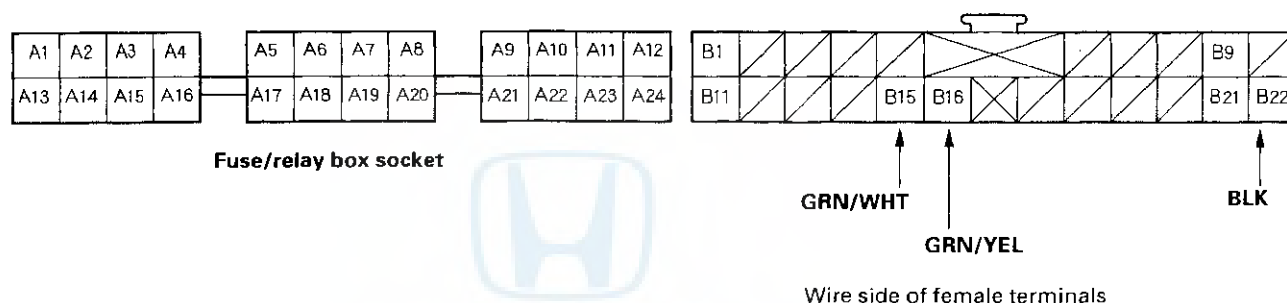 A1 A2 A3 A4 A5 A6 A7 A8 A9 A10 A11 A12 B1 B9
A13 A14 A15 A16 A17 A18 A19 A20 A21 A22 A23 A24 B11 B15 B16 B21 B22
Fuse/relay box socket
GRN/WHT
BLK
GRN/YEL
Wire side of female terminals